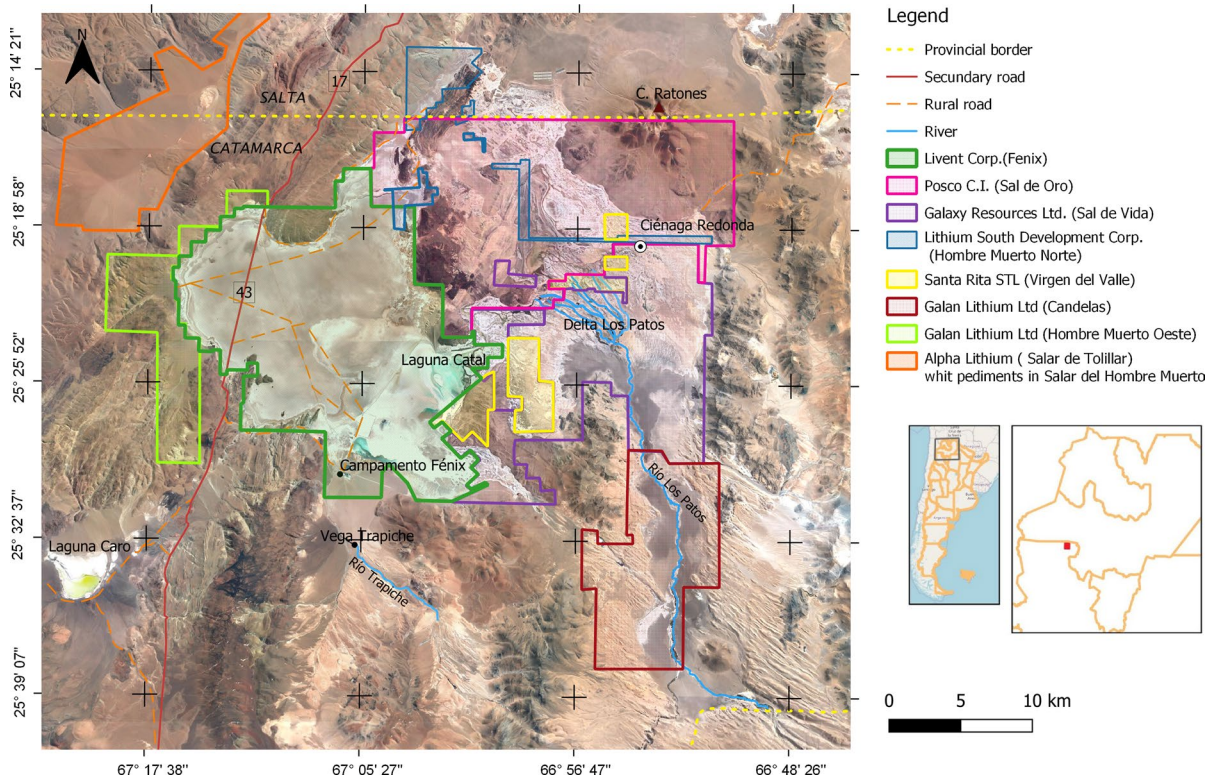 N
25° 14' 21"
25° 18' 58"
25° 25' 52"
25° 32' 37"
25° 39' 07"
17
SALTA
C. Ratones
CATAMARCA
Ciénaga Redonda
43
Delta Los Patos
Laguna Catal
Campamento Fénix
Río Los Patos
Vega Trapiche
Laguna Caro
Río Trapiche
67° 17' 38"
67° 05' 27"
66° 56' 47"
66° 48' 26"
Legend
Provincial border
Secundary road
Rural road
River
Livent Corp.(Fenix)
Posco C.I. (Sal de Oro)
Galaxy Resources Ltd. (Sal de Vida)
Lithium South Development Corp.
(Hombre Muerto Norte)
Santa Rita STL (Virgen del Valle)
Galan Lithium Ltd (Candelas)
Galan Lithium Ltd (Hombre Muerto Oeste)
Alpha Lithium ( Salar de Tolillar)
whit pediments in Salar del Hombre Muerto
0 5 10 km